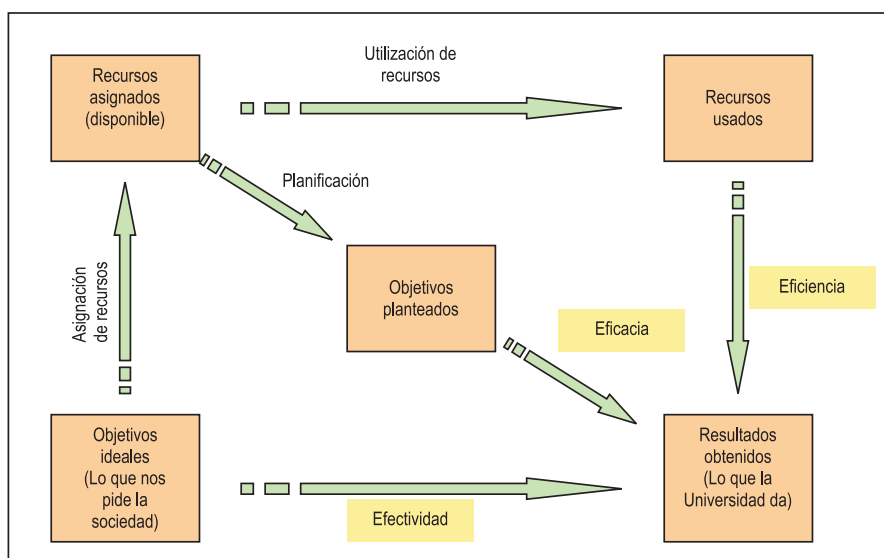 Recursos
asignados
(disponible)
Utilización de
recursos
Recursos
usados
Planificación
Asignación
de recursos
Objetivos
planteados
Eficacia
Eficiencia
Objetivos
ideales
(Lo que nos
pide la
sociedad)
Efectividad
Resultados
obtenidos
(Lo que la
Universidad da)